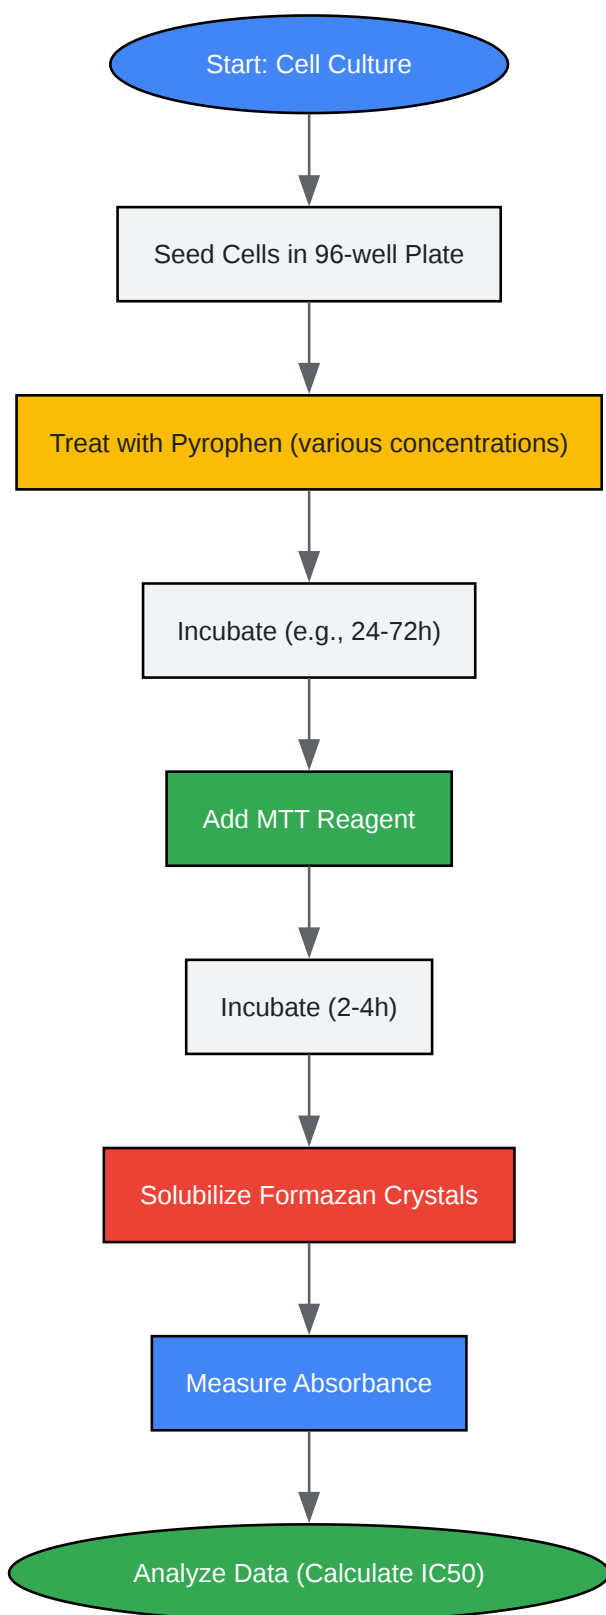 Start: Cell Culture
Seed Cells in 96-well Plate
Treat with Pyrophen (various concentrations)
Incubate (e.g., 24-72h)
Add MTT Reagent
Incubate (2-4h)
Solubilize Formazan Crystals
Measure Absorbance
Analyze Data (Calculate IC50)